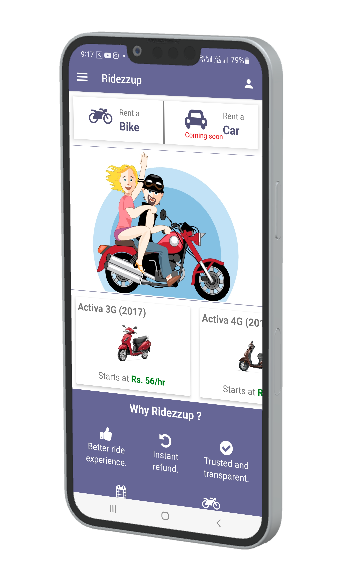 9:17 79%
Ridezzup
Rent a
Bike
Rent a
Car
Coming soon
Activa 3G (2017)
Starts at Rs. 56/hr
Activa 4G (201
Starts at R
Why Ridezzup ?
Better ride
experience.
Instant
refund.
Trusted and
transparent.